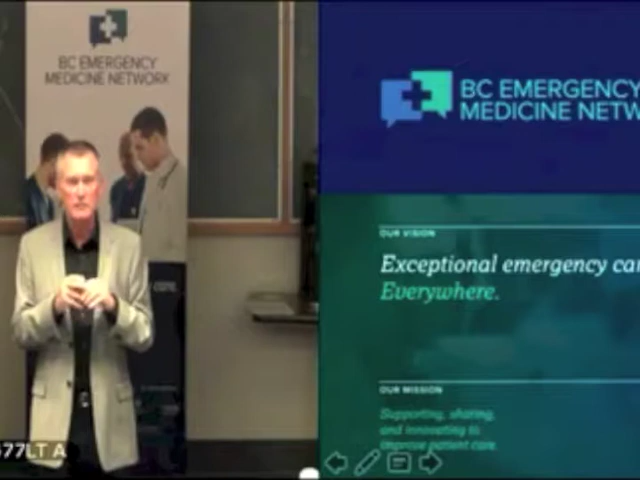 BC EMERGENCY
MEDICINE NETWORK
577LT A
BC EMERGENCY
MEDICINE NETW
OUR VISION
Exceptional emergency car
Everywhere.
OUR MISSION
Supporting, sharing,
and innovating to
improve patient care.